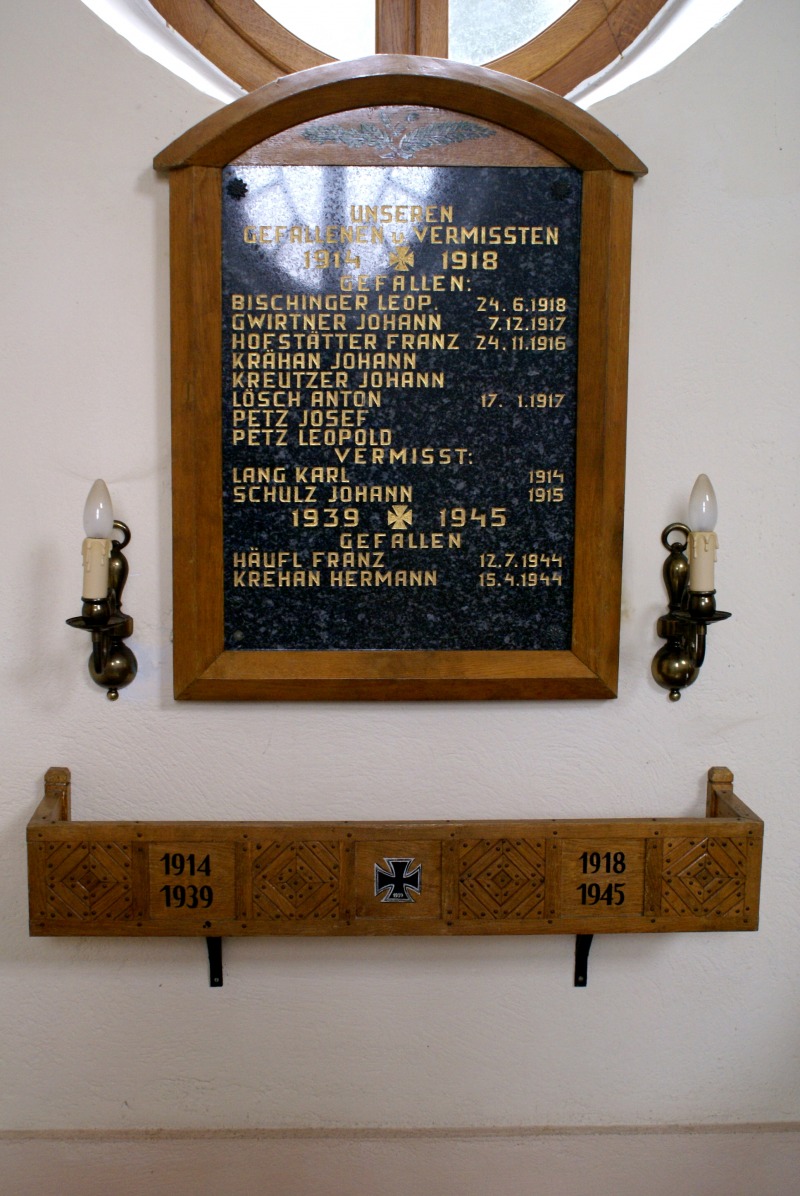 UNSEREN
GEFALLENEN u. VERMISSTEN
1914 1918
GEFALLEN:
BISCHINGER LEOP. 24. 6. 1918
GWIRTNER JOHANN 7. 12. 1917
HOFSTÄTTER FRANZ 24. 11. 1916
KRÄHAN JOHANN
KREUTZER JOHANN
LÖSCH ANTON 17. 1. 1917
PETZ JOSEF
PETZ LEOPOLD
VERMISST:
LANG KARL 1914
SCHULZ JOHANN 1915
1939 1945
GEFALLEN
HÄUFL FRANZ 12. 7. 1944
KREHAN HERMANN 15. 4. 1944
1914 1918
1939 1945
1939